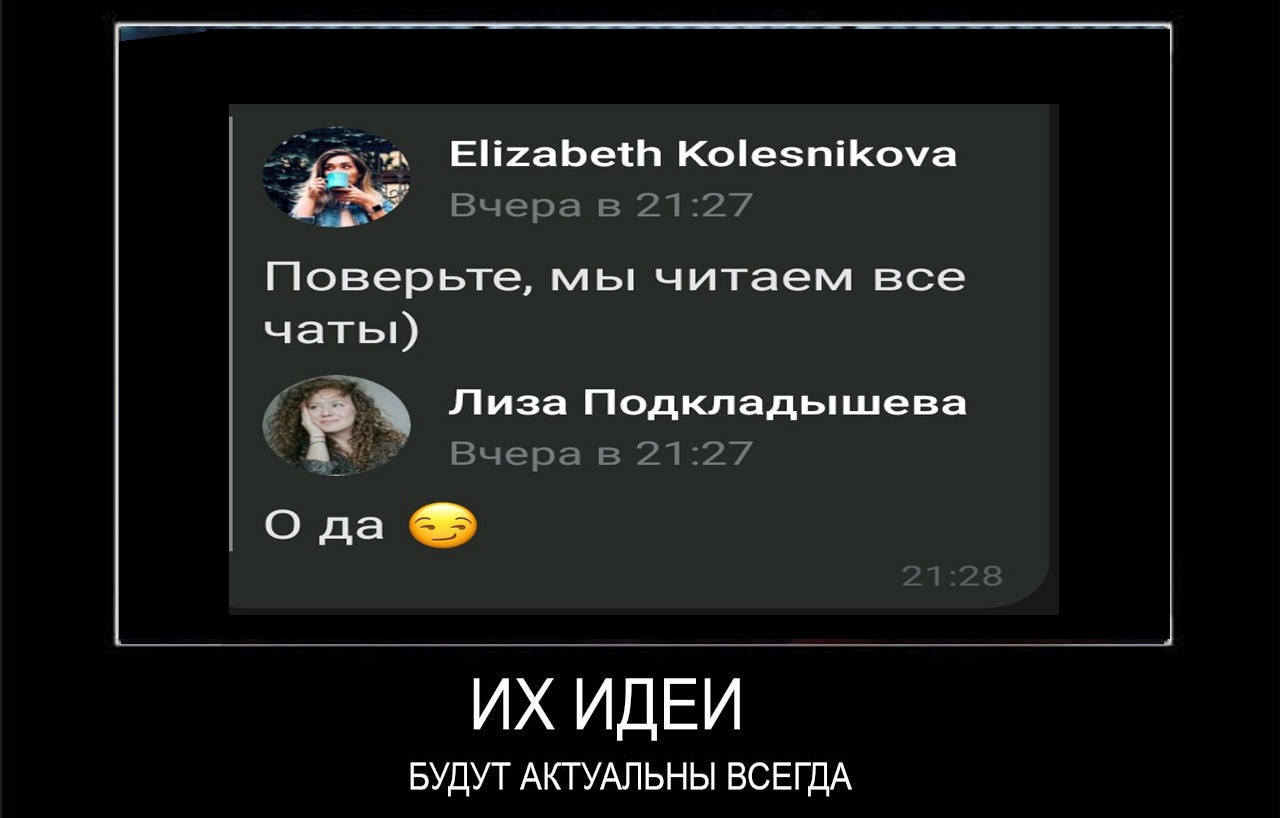 Elizabeth Kolesnikova
Вчера в 21:27
Поверьте, мы читаем все
чаты)
Лиза Подкладышева
Вчера в 21:27
О да 😏
21:28
ИХ ИДЕИ
БУДУТ АКТУАЛЬНЫ ВСЕГДА